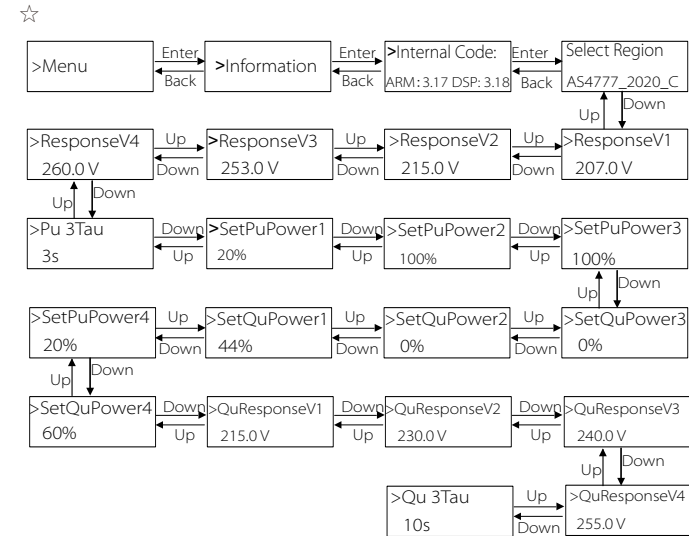 ☆
>Menu
Enter
Back
>Information
Enter
Back
>Internal Code:
ARM: 3.17 DSP: 3.18
Enter
Back
Select Region
AS4777_2020_C
Up
Down
>ResponseV4
260.0 V
Up
Down
>ResponseV3
253.0 V
Up
Down
>ResponseV2
215.0 V
Up
Down
>ResponseV1
207.0 V
Up
Down
>Pu 3Tau
3s
Down
Up
>SetPuPower1
20%
Down
Up
>SetPuPower2
100%
Down
Up
>SetPuPower3
100%
Up
Down
>SetPuPower4
20%
Up
Down
>SetQuPower1
44%
Up
Down
>SetQuPower2
0%
Up
Down
>SetQuPower3
0%
Up
Down
>SetQuPower4
60%
Down
Up
>QuResponseV1
215.0 V
Down
Up
>QuResponseV2
230.0 V
Down
Up
>QuResponseV3
240.0 V
Up
Down
>Qu 3Tau
10s
Up
Down
>QuResponseV4
255.0 V